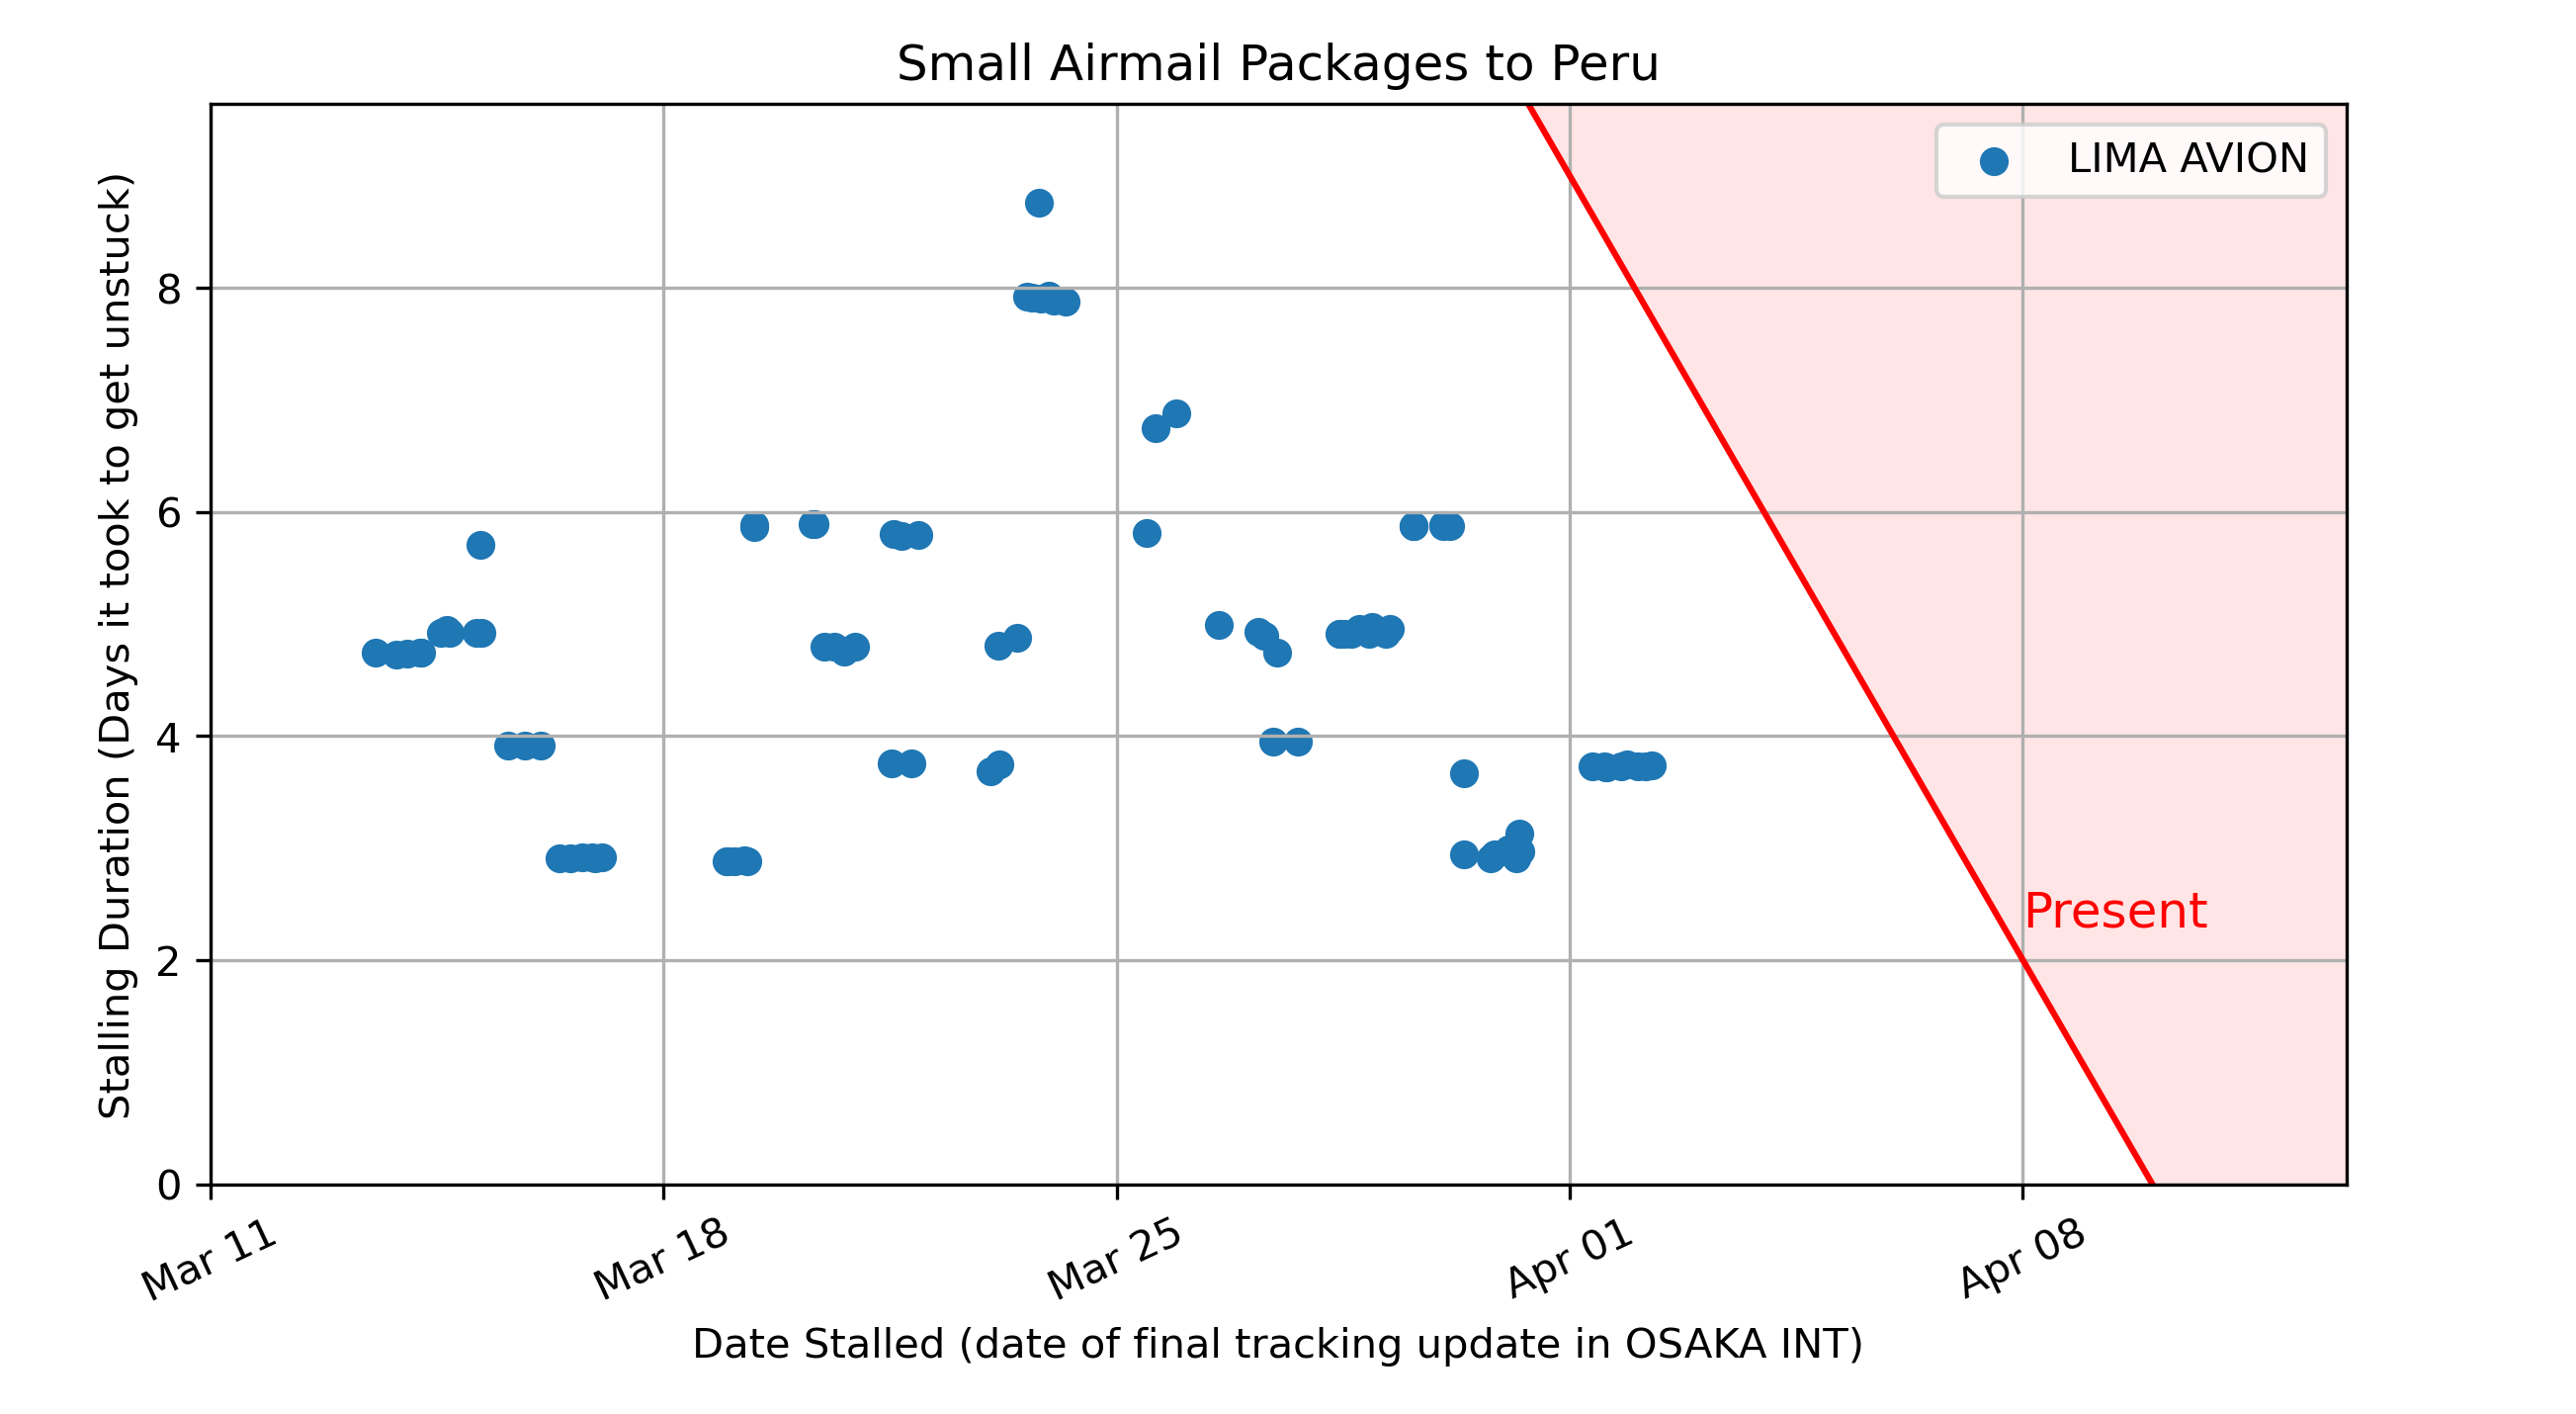 Small Airmail Packages to Peru
LIMA AVION
Stalling Duration (Days it took to get unstuck)
8
6
4
2
0
Present
Mar 11
Mar 18
Mar 25
Apr 01
Apr 08
Date Stalled (date of final tracking update in OSAKA INT)